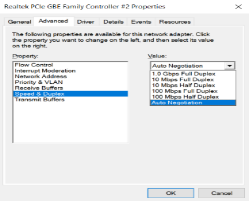 Realtek PCIe GBE Family Controller #2 Properties
General Advanced Driver Details Events Resources
The following properties are available for this network adapter. Click
the property you want to change on the left, and then select its value
on the right.
Property:
Value:
Flow Control
Interrupt Moderation
Network Address
Priority & VLAN
Receive Buffers
Speed & Duplex
Transmit Buffers
Auto Negotiation
1.0 Gbps Full Duplex
10 Mbps Full Duplex
10 Mbps Half Duplex
100 Mbps Full Duplex
100 Mbps Half Duplex
Auto Negotiation
OK Cancel